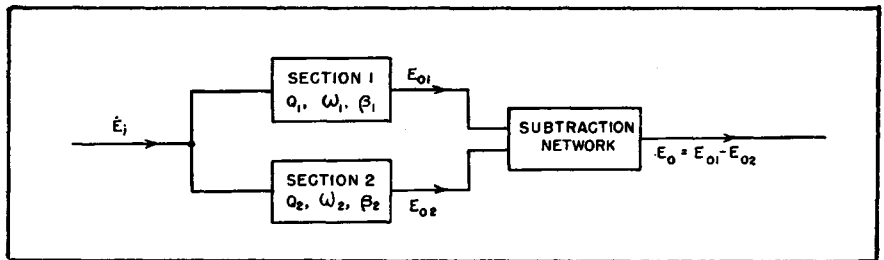 Ė_i
SECTION 1
Q_1, ω_1, β_1
E_01
SECTION 2
Q_2, ω_2, β_2
E_02
SUBTRACTION
NETWORK
E_0 = E_01 - E_02